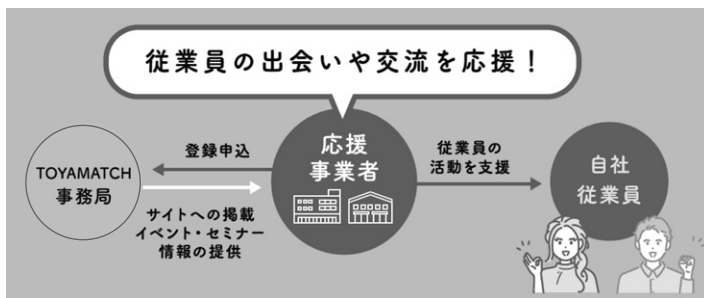 従業員の出会いや交流を応援！
TOYAMATCH
事務局
登録申込
サイトへの掲載
イベント・セミナー
情報の提供
応援
事業者
従業員の
活動を支援
自社
従業員